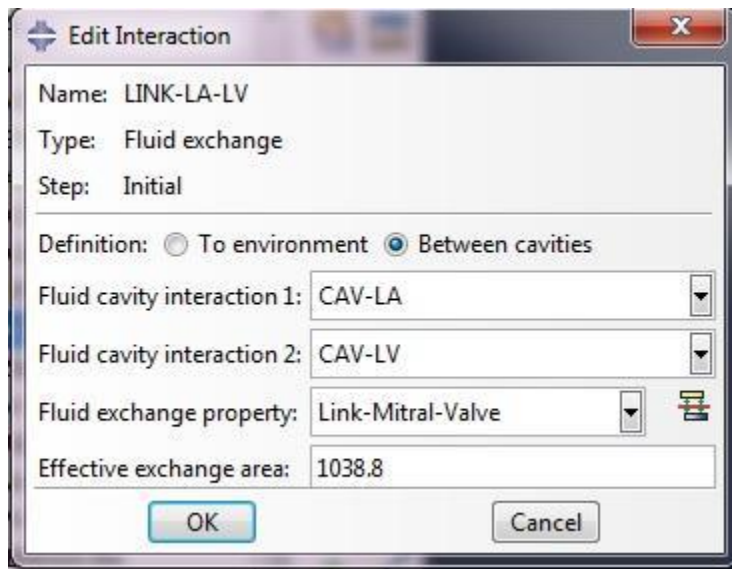 Edit Interaction
Name: LINK-LA-LV
Type: Fluid exchange
Step: Initial
Definition: To environment Between cavities
Fluid cavity interaction 1: CAV-LA
Fluid cavity interaction 2: CAV-LV
Fluid exchange property: Link-Mitral-Valve
Effective exchange area: 1038.8
OK Cancel